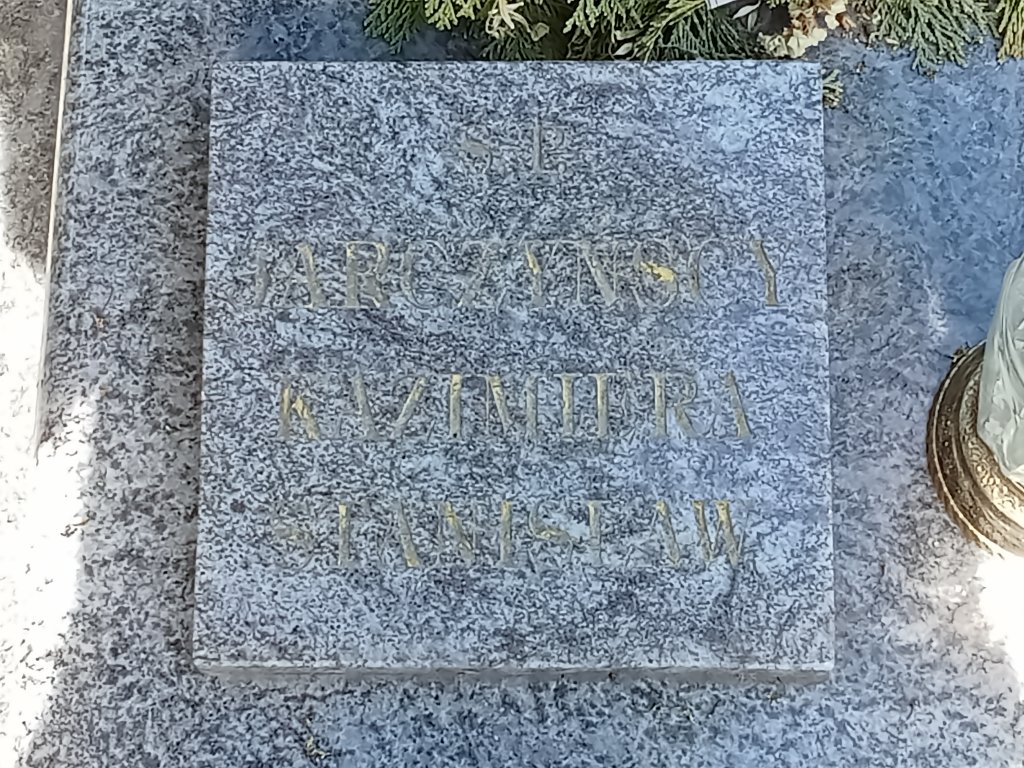 Ś P
JARCZYŃSCY
KAZIMIERA
STANISŁAW